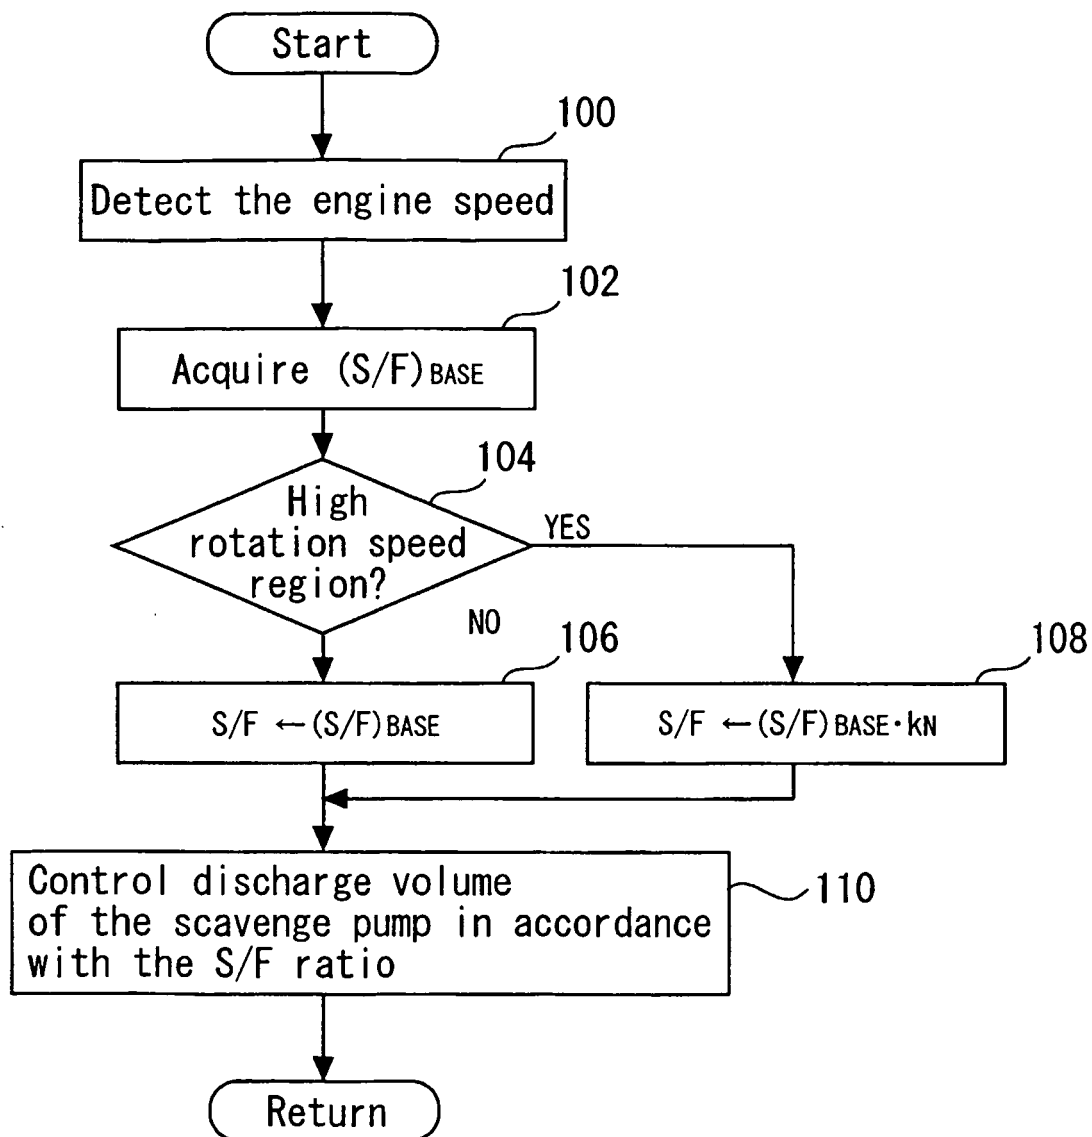 Start
100
Detect the engine speed
102
Acquire (S/F)BASE
104
High
rotation speed
region?
YES
NO
106
S/F ←(S/F)BASE
108
S/F ←(S/F)BASE·kN
Control discharge volume
of the scavenge pump in accordance
with the S/F ratio
110
Return